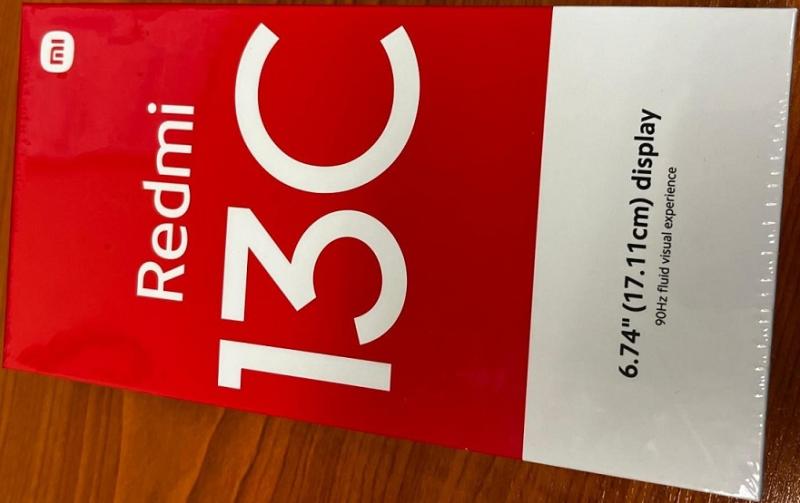 mi
Redmi
13C
6.74" (17.11cm) display
90Hz fluid visual experience